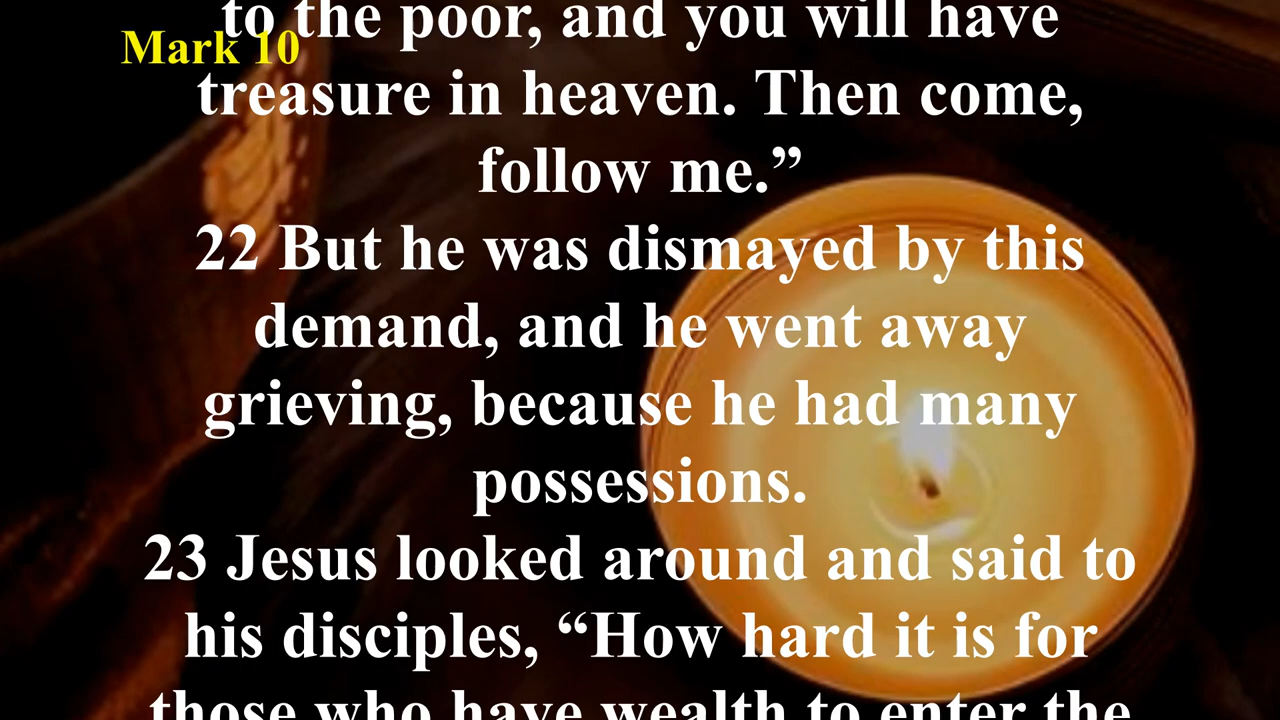 to the poor, and you will have
Mark 10
treasure in heaven. Then come,
follow me.”
22 But he was dismayed by this
demand, and he went away
grieving, because he had many
possessions.
23 Jesus looked around and said to
his disciples, “How hard it is for
those who have wealth to enter the